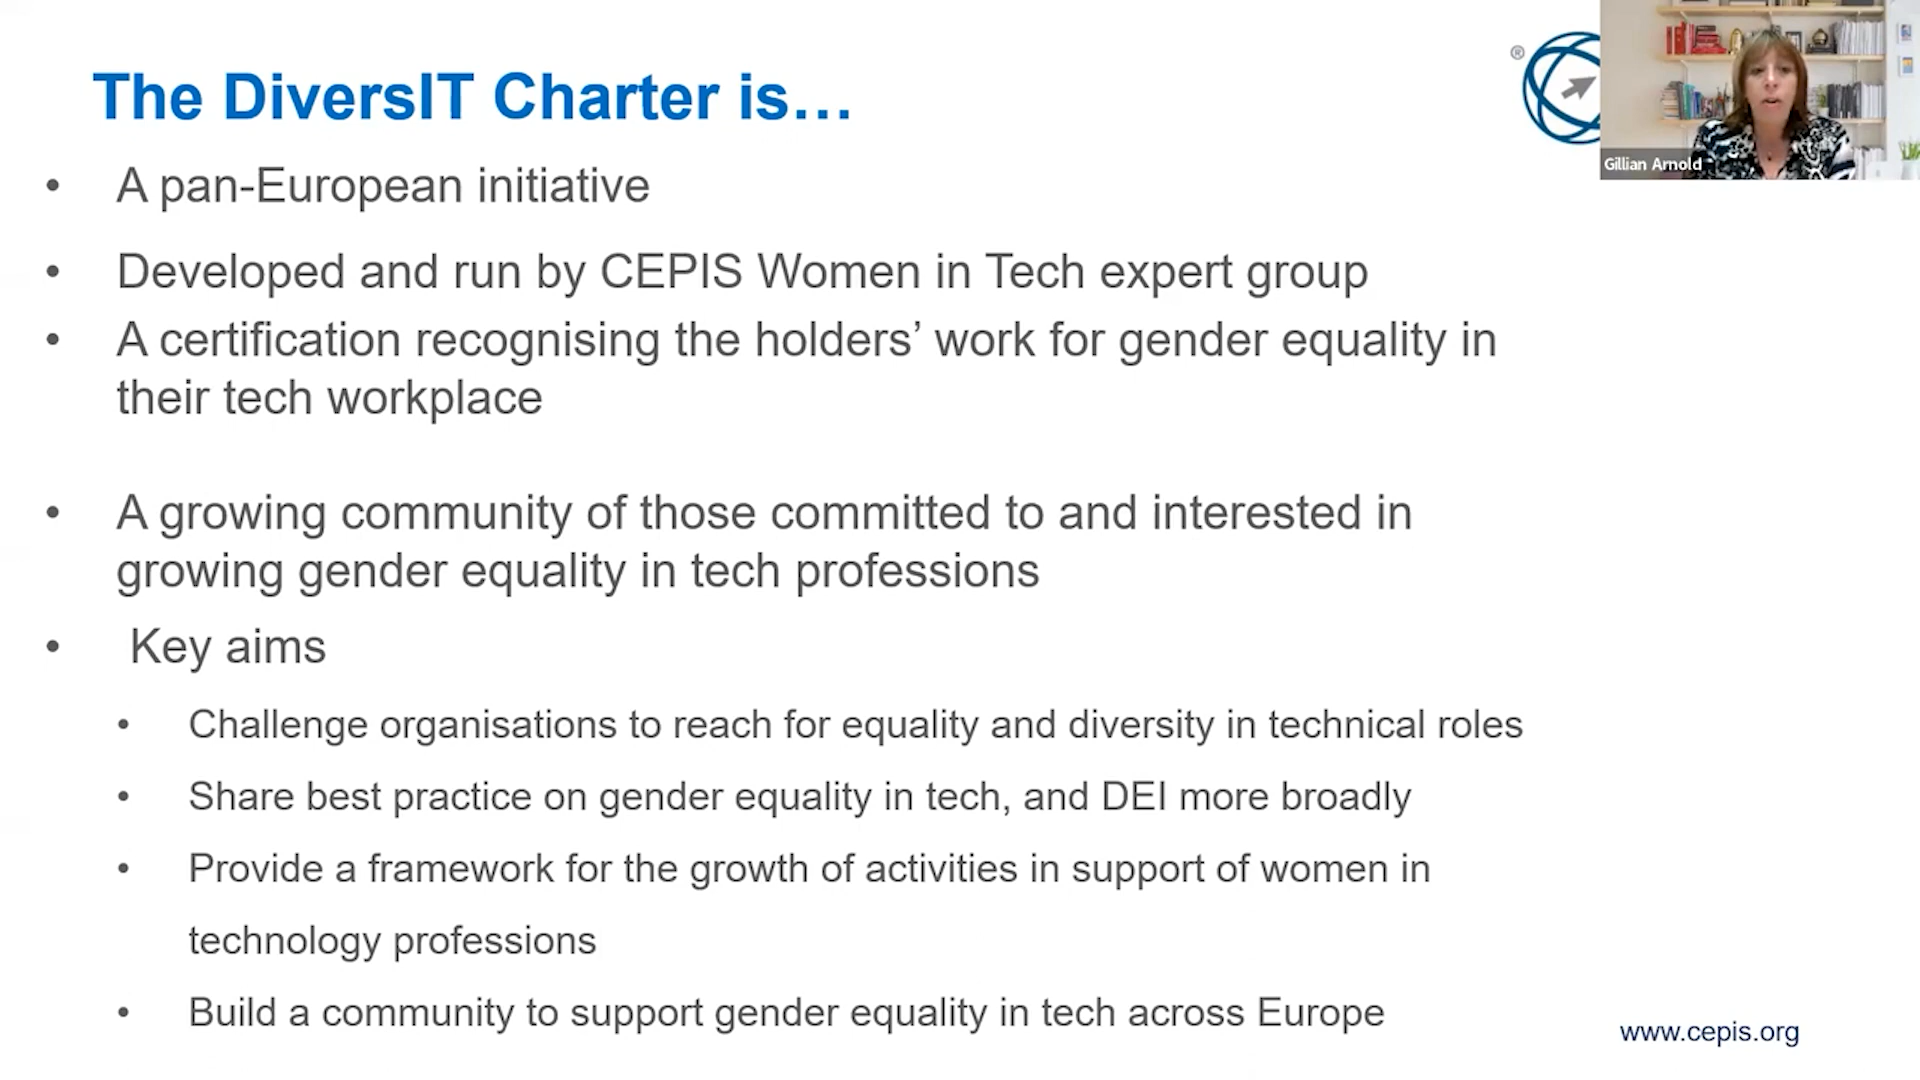 The DiversIT Charter is…
®
Gillian Arnold
• A pan-European initiative
• Developed and run by CEPIS Women in Tech expert group
• A certification recognising the holders’ work for gender equality in
their tech workplace
• A growing community of those committed to and interested in
growing gender equality in tech professions
• Key aims
• Challenge organisations to reach for equality and diversity in technical roles
• Share best practice on gender equality in tech, and DEI more broadly
• Provide a framework for the growth of activities in support of women in
technology professions
• Build a community to support gender equality in tech across Europe
www.cepis.org